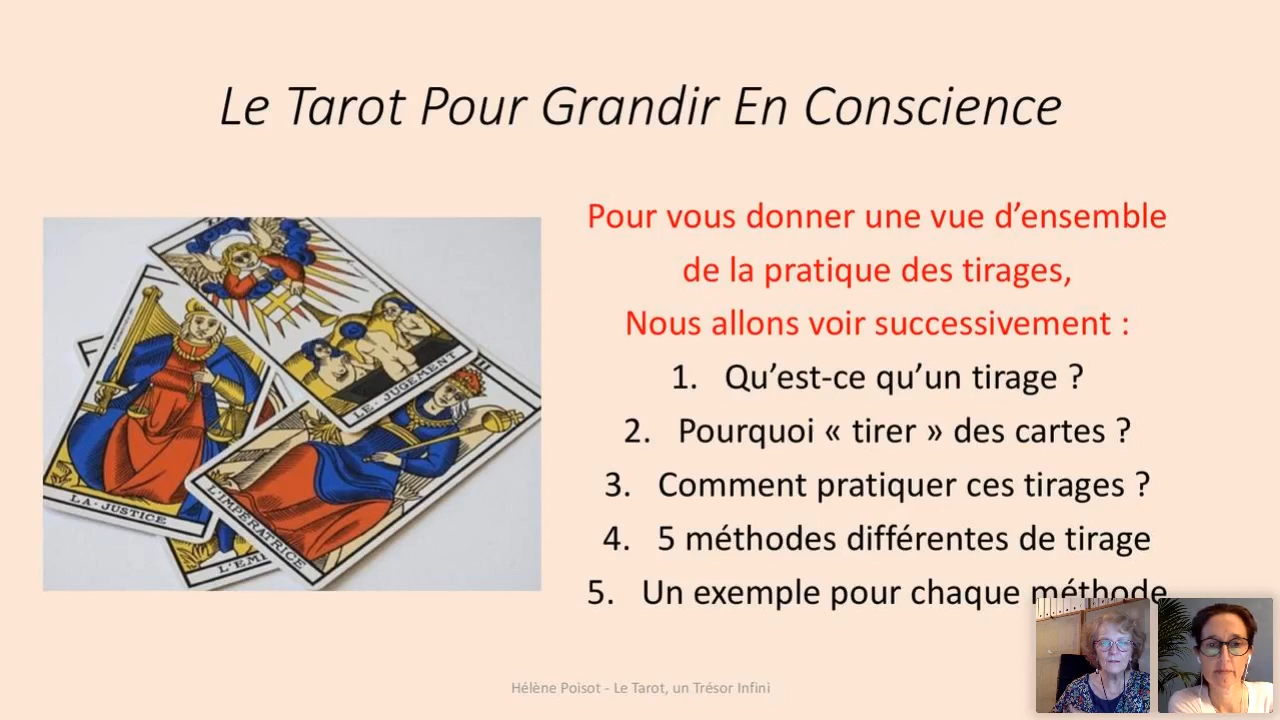 Le Tarot Pour Grandir En Conscience
Pour vous donner une vue d’ensemble
de la pratique des tirages,
Nous allons voir successivement :
1. Qu’est-ce qu’un tirage ?
2. Pourquoi « tirer » des cartes ?
3. Comment pratiquer ces tirages ?
4. 5 méthodes différentes de tirage
5. Un exemple pour chaque méthode
LE·JUGEMENT
III
LA·JUSTICE
L'IMPERATRICE
L'EM
Hélène Poisot - Le Tarot, un Trésor Infini